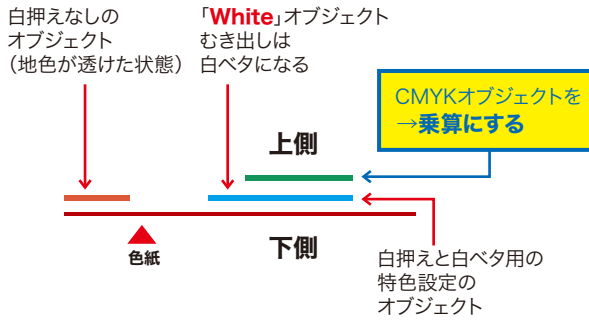 白押えなしの
オブジェクト
（地色が透けた状態）
「White」オブジェクト
むき出しは
白ベタになる
CMYKオブジェクトを
→乗算にする
上側
下側
色紙
白押えと白ベタ用の
特色設定の
オブジェクト